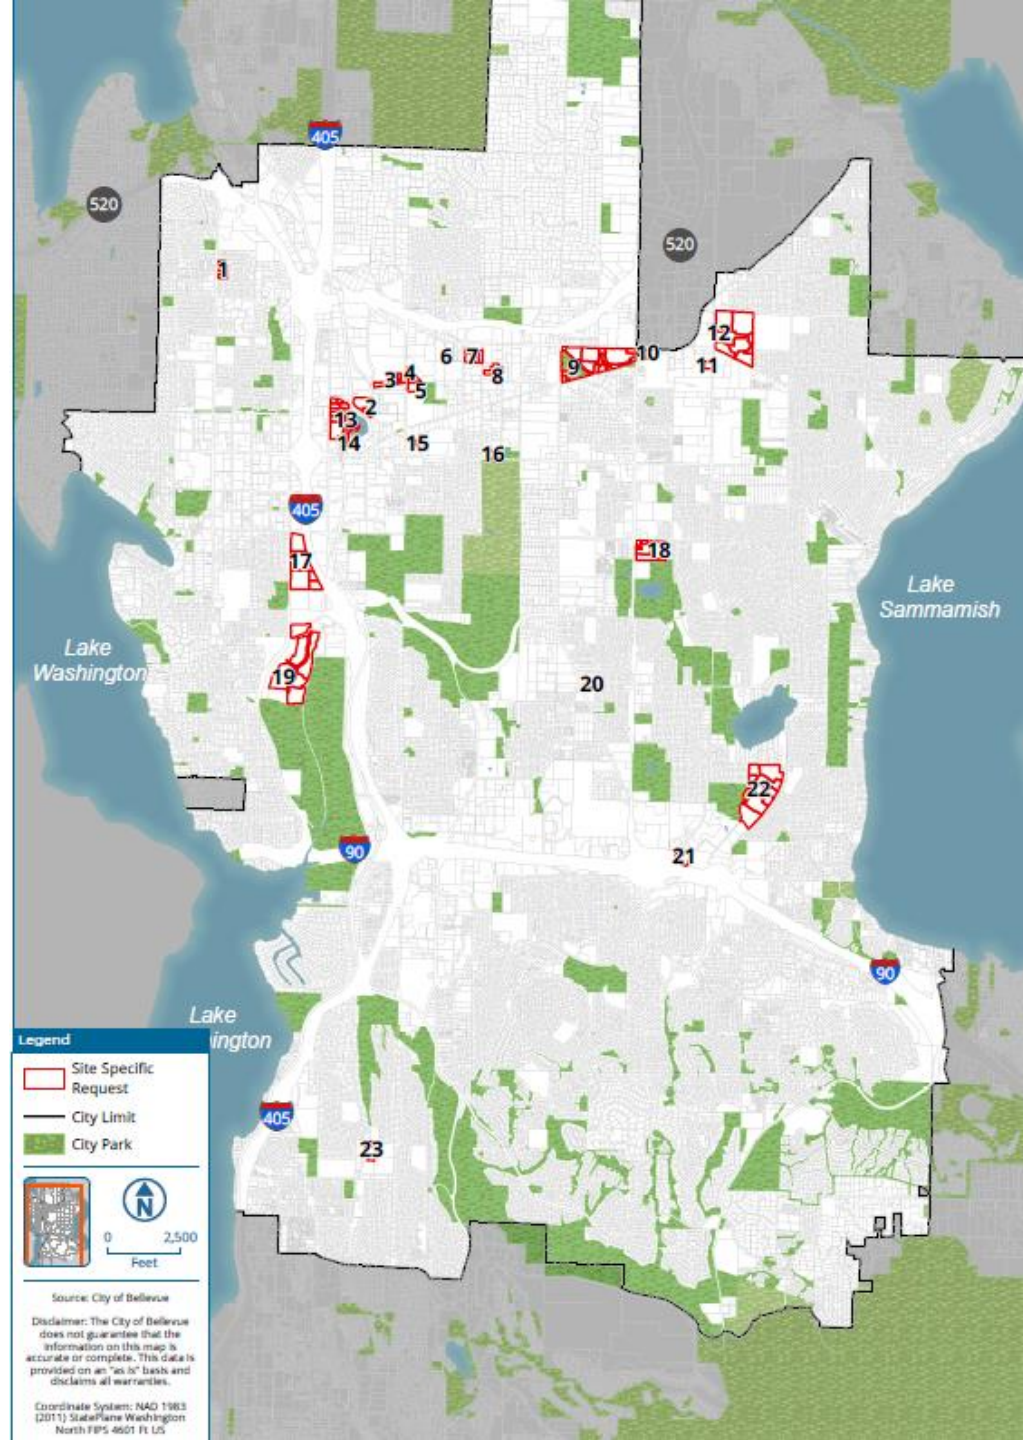 405
520
520
1
12
10
11
6
7
4
9
8
3
5
2
13
14
15
16
405
18
17
Lake
Sammamish
Lake
Washington
19
20
22
90
21
90
Lake
ington
Legend
Site Specific
Request
City Limit
City Park
405
23
N
0 2,500
Feet
Source: City of Bellevue
Disclaimer: The City of Bellevue
does not guarantee that the
information on this map is
accurate or complete. This data is
provided on an "as is" basis and
disclaims all warranties.
Coordinate System: NAD 1983
(2011) StatePlane Washington
North FIPS 4601 Ft US